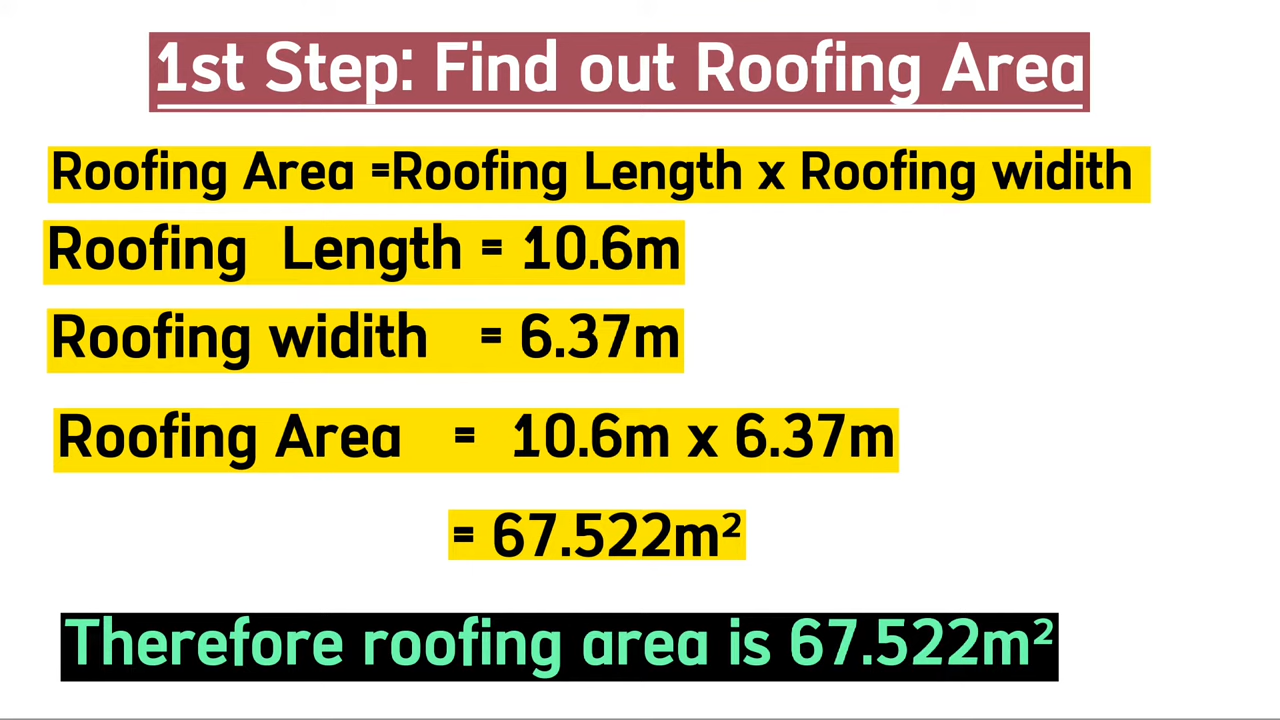 1st Step: Find out Roofing Area
Roofing Area =Roofing Length x Roofing widith
Roofing Length = 10.6m
Roofing widith = 6.37m
Roofing Area = 10.6m x 6.37m
= 67.522m²
Therefore roofing area is 67.522m²